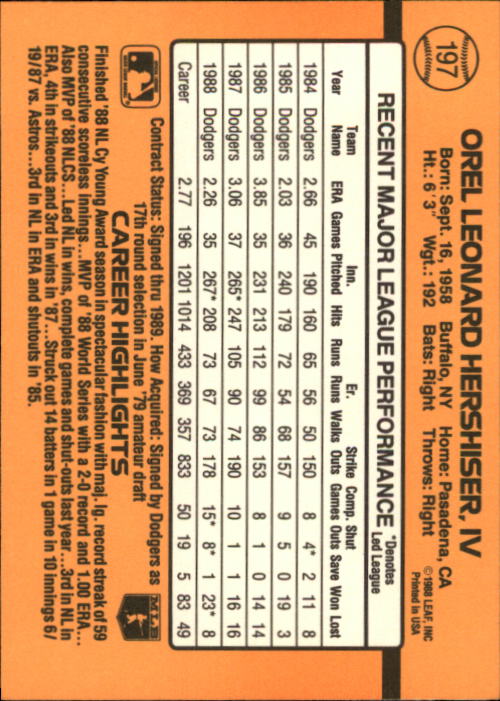 197
OREL LEONARD HERSHISER, IV
Born: Sept. 16, 1958 Buffalo, NY Home: Pasadena, CA
Ht.: 6' 3" Wgt.: 192 Bats: Right Throws: Right
©1988 LEAF, INC
Printed in USA
RECENT MAJOR LEAGUE PERFORMANCE *Denotes Led League
Year Team Name ERA Games Inn. Pitched Hits Runs Er. Runs Walks Strike Outs Comp. Games Shut Outs Save Won Lost
1984 Dodgers 2.66 45 190 160 65 56 50 150 8 4* 2 11 8
1985 Dodgers 2.03 36 240 179 72 54 68 157 9 5 0 19 3
1986 Dodgers 3.85 35 231 213 112 99 86 153 8 1 0 14 14
1987 Dodgers 3.06 37 265* 247 105 90 74 190 10 1 1 16 16
1988 Dodgers 2.26 35 267* 208 73 67 73 178 15* 8* 1 23* 8
Career 2.77 196 1201 1014 433 369 357 833 50 19 5 83 49
Contract Status: Signed thru 1989. How Acquired: Signed by Dodgers as
17th round selection in June '79 amateur draft
CAREER HIGHLIGHTS
MLB
Finished '88 NL Cy Young Award season in spectacular fashion with maj. lg. record streak of 59
consecutive scoreless innings...MVP of '88 World Series with a 2-0 record and 1.00 ERA...
Also MVP of '88 NLCS...Led NL in wins, complete games and shut-outs last year...3rd in NL in
ERA, 4th in strikeouts and 3rd in wins in '87...Struck out 14 batters in 1 game in 10 innings 6/
19/87 vs. Astros...3rd in NL in ERA and shutouts in '85.